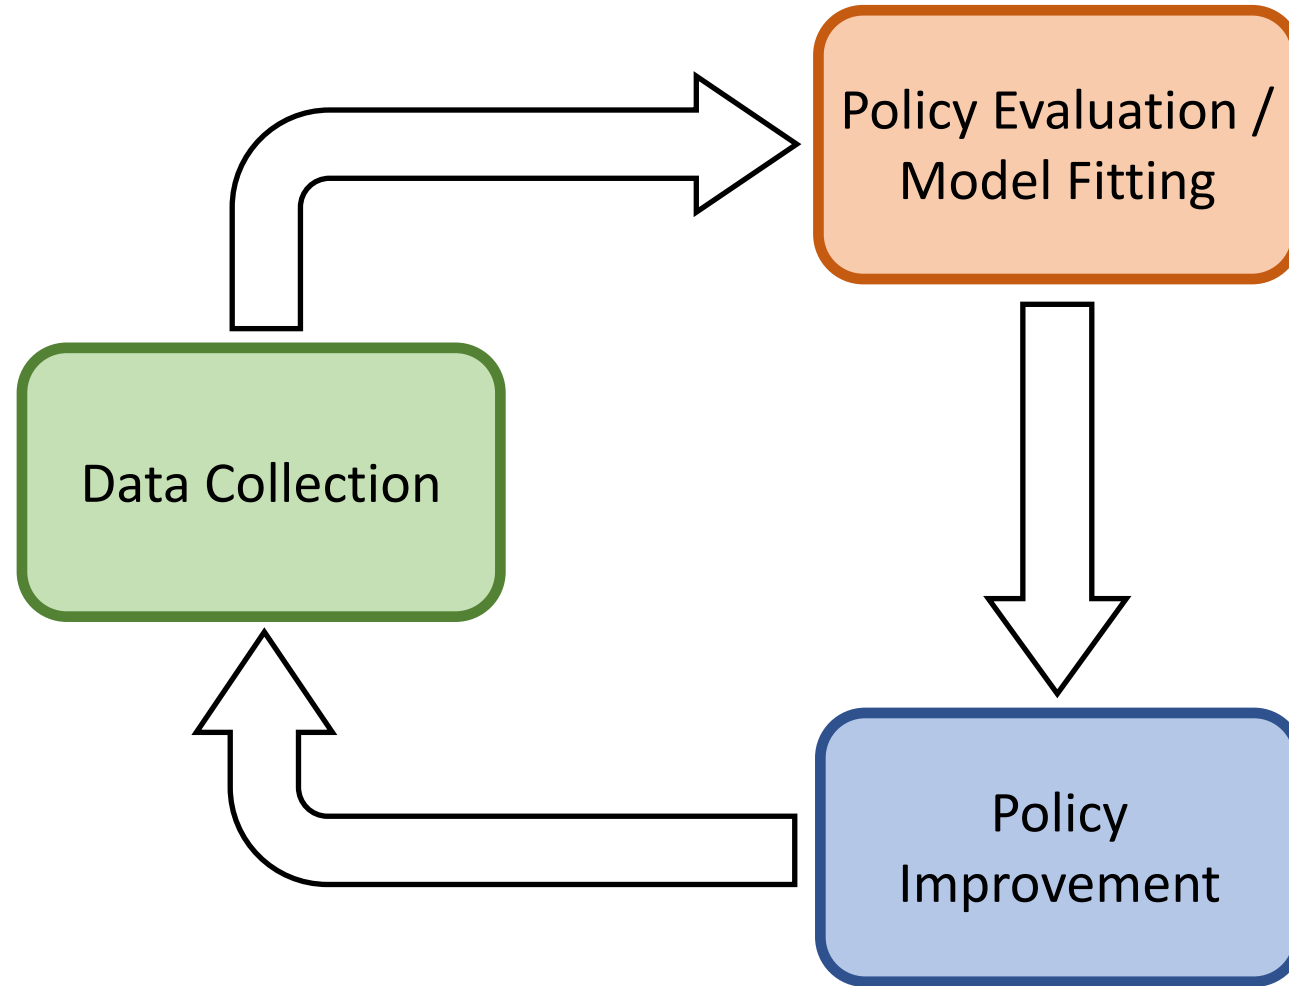 Policy Evaluation /
Model Fitting
Data Collection
Policy
Improvement